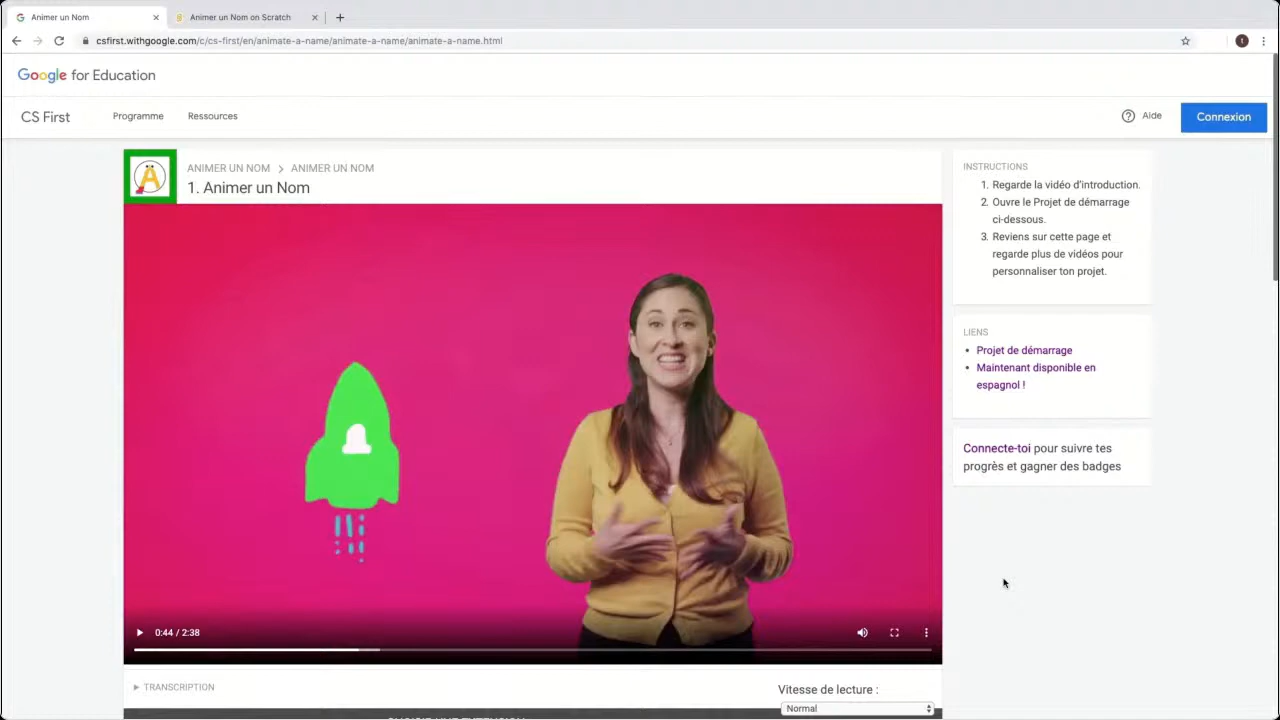 Animer un Nom
Animer un Nom on Scratch
csfirst.withgoogle.com/c/cs-first/en/animate-a-name/animate-a-name/animate-a-name.html
t
Google for Education
CS First
Programme
Ressources
Aide
Connexion
A
ANIMER UN NOM > ANIMER UN NOM
1. Animer un Nom
INSTRUCTIONS
1. Regarde la vidéo d'introduction.
2. Ouvre le Projet de démarrage
ci-dessous.
3. Reviens sur cette page et
regarde plus de vidéos pour
personnaliser ton projet.
LIENS
• Projet de démarrage
• Maintenant disponible en
espagnol !
Connecte-toi pour suivre tes
progrès et gagner des badges
0:44 / 2:38
TRANSCRIPTION
Vitesse de lecture :
Normal
CHOISIR UNE EXTENSION